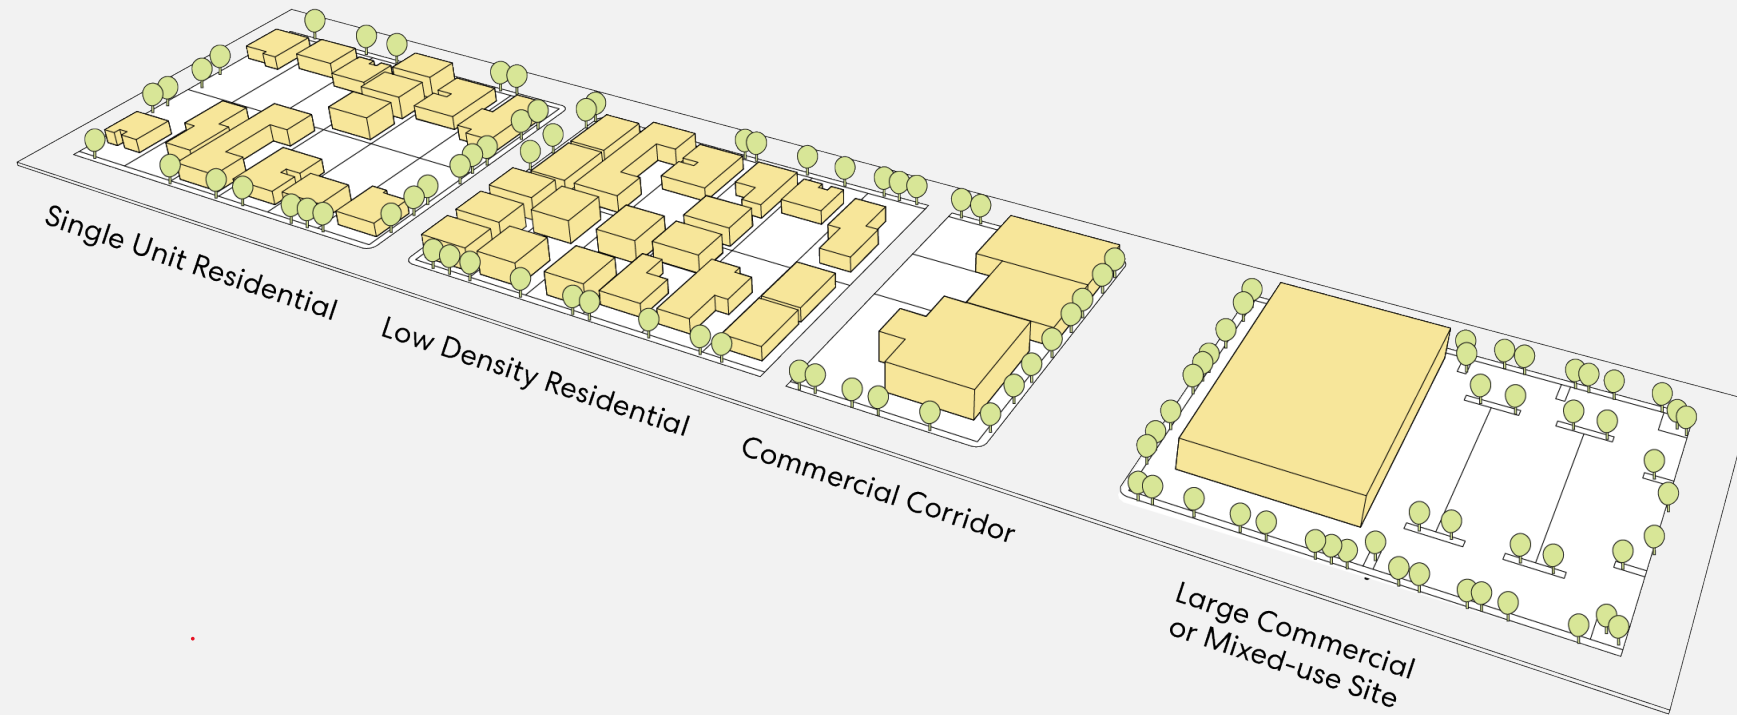 Single Unit Residential
Low Density Residential
Commercial Corridor
Large Commercial
or Mixed-use Site